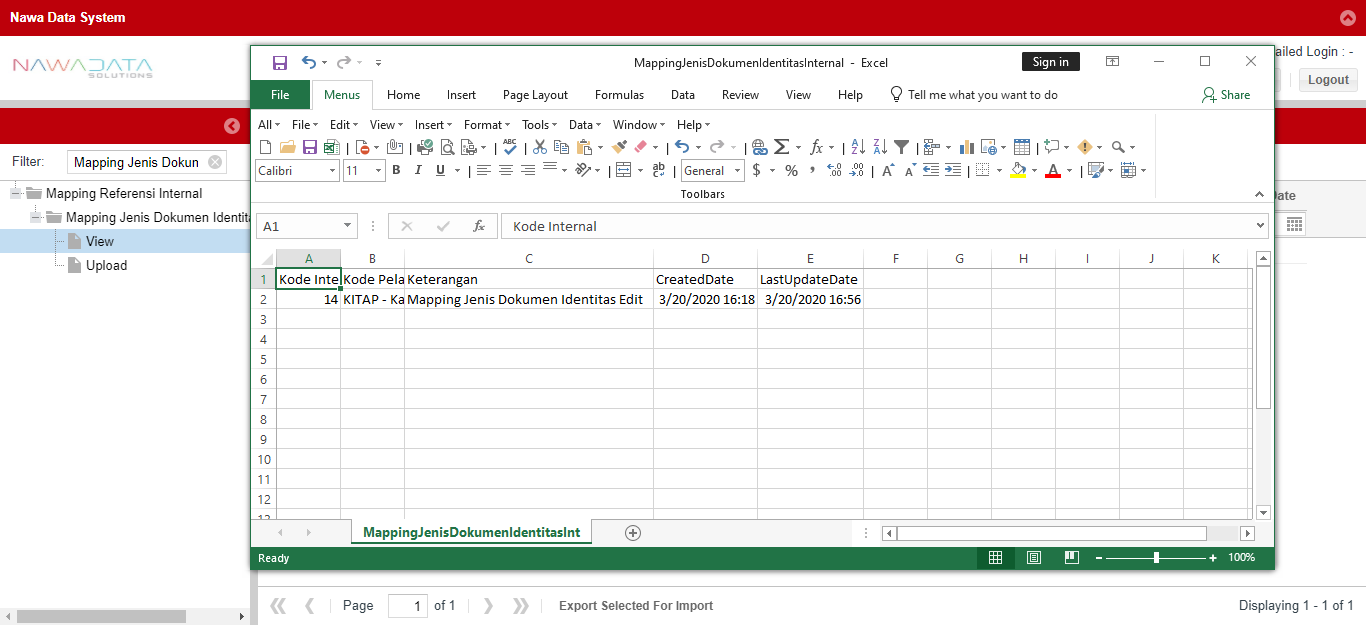 Nawa Data System
NAWADATA
SOLUTIONS
ailed Login : -
Logout
Filter:
Mapping Jenis Dokun
Mapping Referensi Internal
Mapping Jenis Dokumen Identita
View
Upload
MappingJenisDokumenIdentitasInternal - Excel
Sign in
File Menus Home Insert Page Layout Formulas Data Review View Help Tell me what you want to do Share
All File Edit View Insert Format Tools Data Window Help
Calibri 11 B I U General $ % ,
Toolbars
A1 fx Kode Internal
A B C D E F G H I J K
1 Kode Inte Kode Pela Keterangan CreatedDate LastUpdateDate
2 14 KITAP - Ka Mapping Jenis Dokumen Identitas Edit 3/20/2020 16:18 3/20/2020 16:56
3
4
5
6
7
8
9
10
11
12
13
MappingJenisDokumenIdentitasInt
Ready
100%
Date
Page 1 of 1
Export Selected For Import
Displaying 1 - 1 of 1